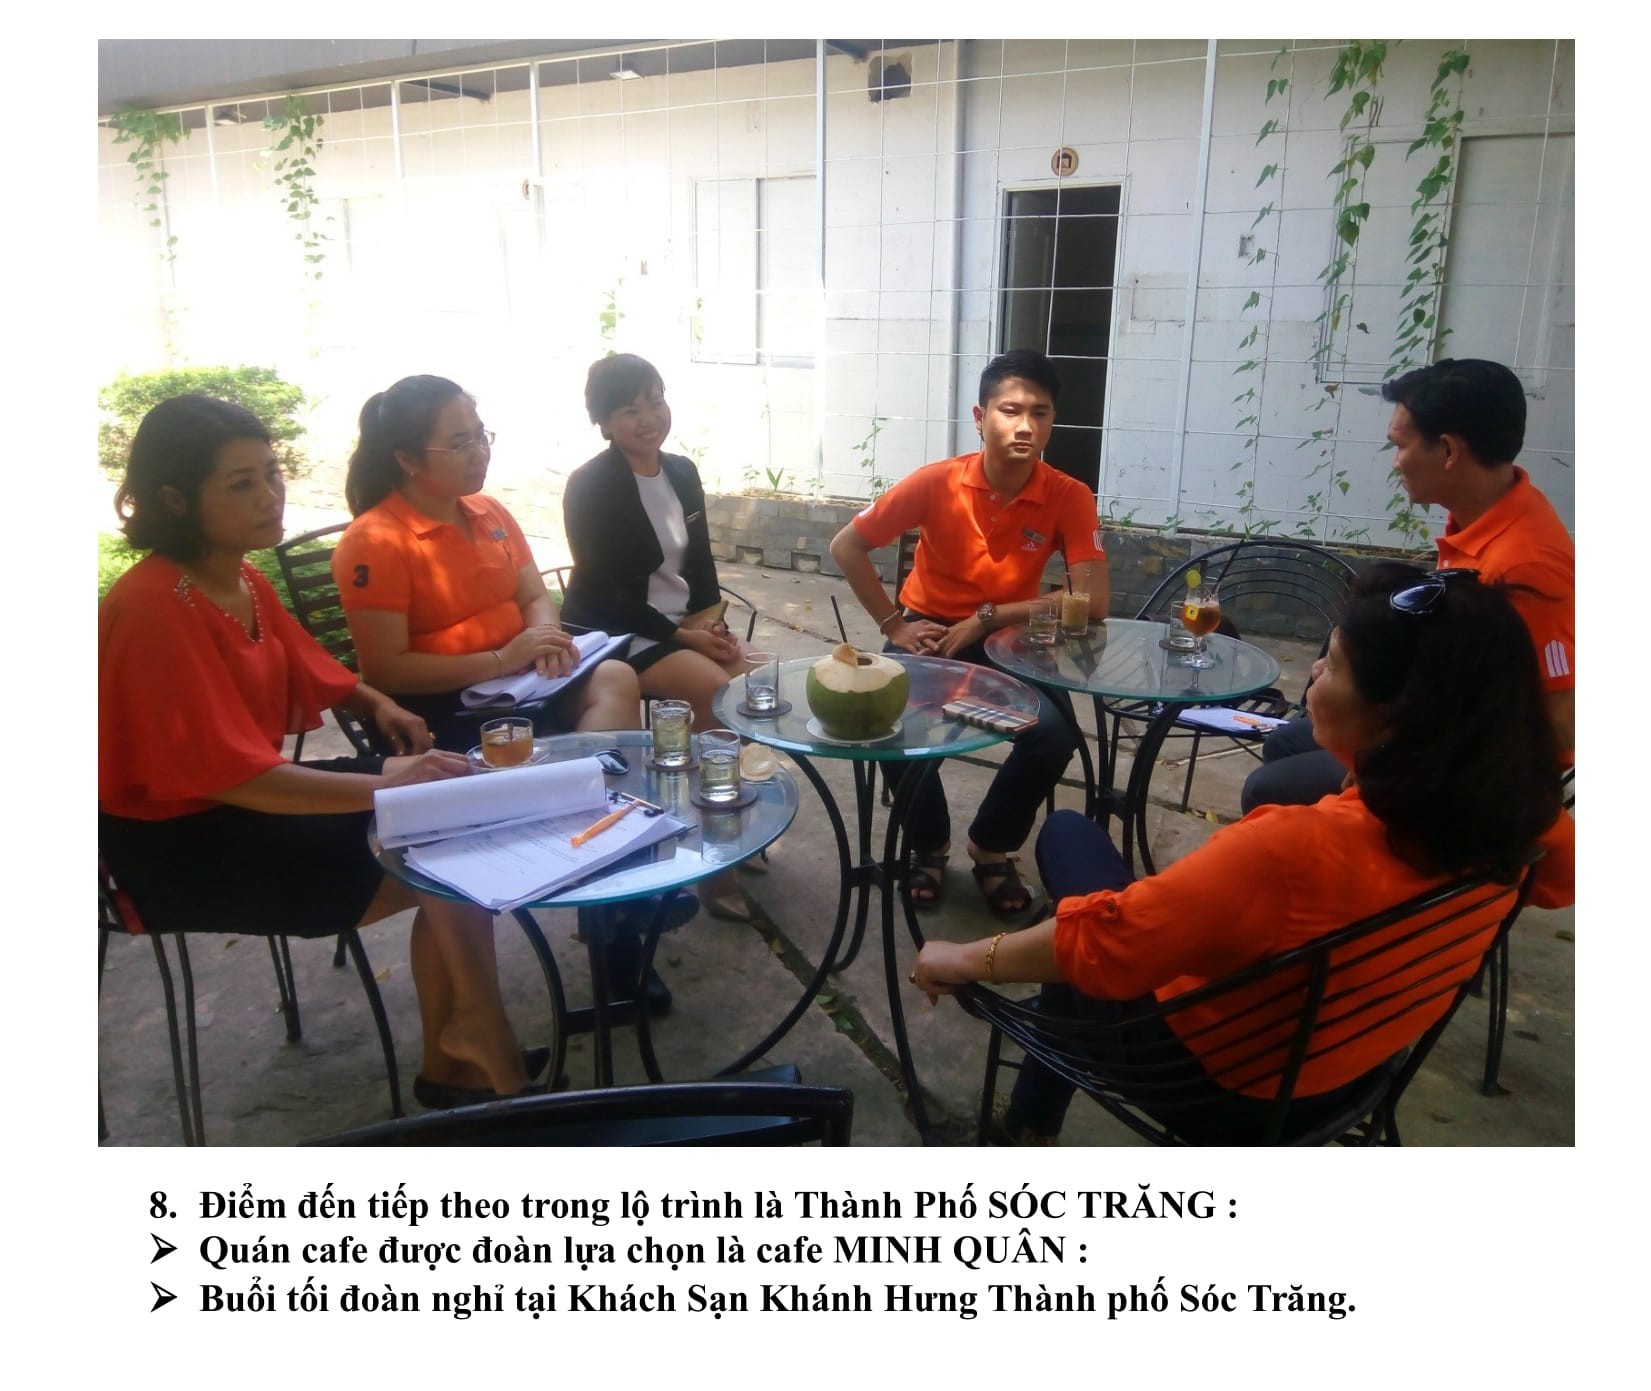 3
8. Điểm đến tiếp theo trong lộ trình là Thành Phố SÓC TRĂNG :
➢ Quán cafe được đoàn lựa chọn là cafe MINH QUÂN :
➢ Buổi tối đoàn nghỉ tại Khách Sạn Khánh Hưng Thành phố Sóc Trăng.